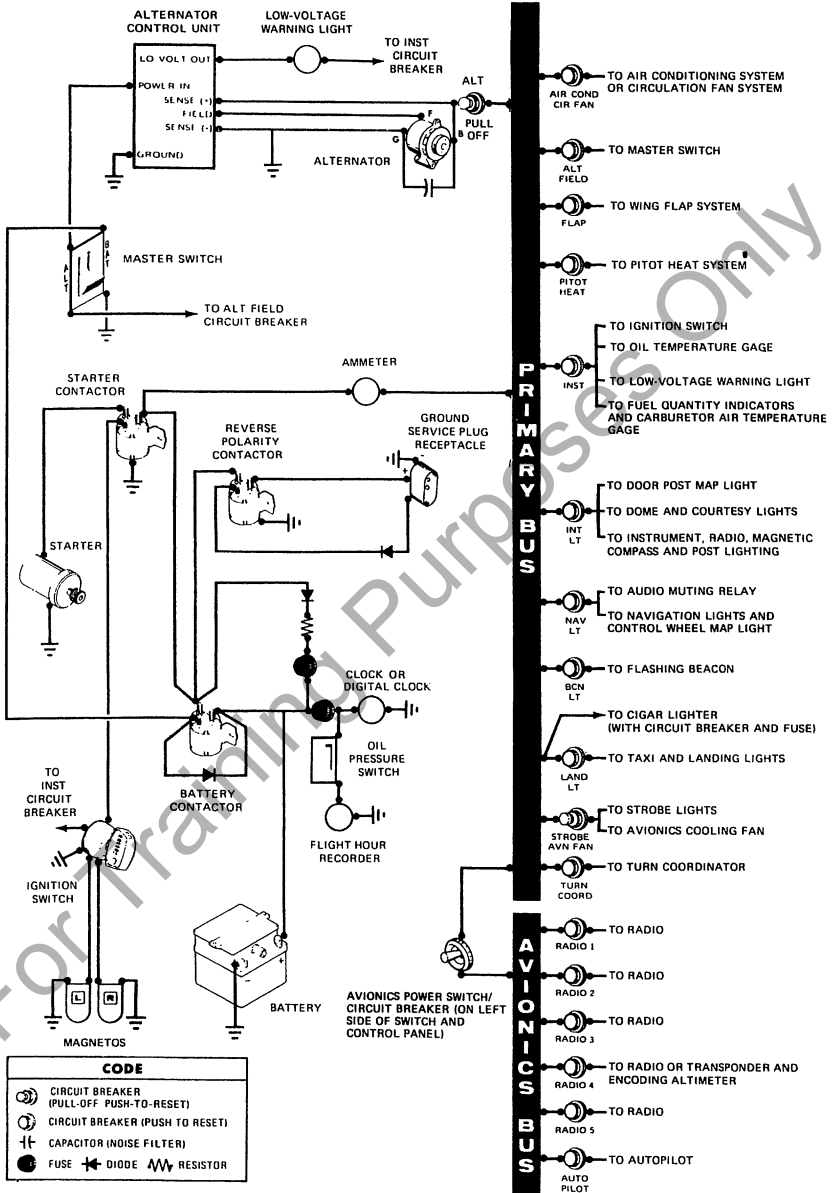 ALTERNATOR
CONTROL UNIT
LOW-VOLTAGE
WARNING LIGHT
LO VOLT OUT
TO INST
CIRCUIT
BREAKER
POWER IN
SENSE (+)
FIELD
SENSE (-)
GROUND
ALT
PULL
OFF
F
G
B
ALTERNATOR
BAT
ALT
MASTER SWITCH
TO ALT FIELD
CIRCUIT BREAKER
AMMETER
STARTER
CONTACTOR
REVERSE
POLARITY
CONTACTOR
GROUND
SERVICE PLUG
RECEPTACLE
-
+
STARTER
CLOCK OR
DIGITAL CLOCK
OIL
PRESSURE
SWITCH
BATTERY
CONTACTOR
FLIGHT HOUR
RECORDER
TO
INST
CIRCUIT
BREAKER
IGNITION
SWITCH
L
R
MAGNETOS
BATTERY
AVIONICS POWER SWITCH/
CIRCUIT BREAKER (ON LEFT
SIDE OF SWITCH AND
CONTROL PANEL)
PRIMARY BUS
AIR COND
CIR FAN
TO AIR CONDITIONING SYSTEM
OR CIRCULATION FAN SYSTEM
ALT
FIELD
TO MASTER SWITCH
FLAP
TO WING FLAP SYSTEM
PITOT
HEAT
TO PITOT HEAT SYSTEM
INST
TO IGNITION SWITCH
TO OIL TEMPERATURE GAGE
TO LOW-VOLTAGE WARNING LIGHT
TO FUEL QUANTITY INDICATORS
AND CARBURETOR AIR TEMPERATURE
GAGE
INT
LT
TO DOOR POST MAP LIGHT
TO DOME AND COURTESY LIGHTS
TO INSTRUMENT, RADIO, MAGNETIC
COMPASS AND POST LIGHTING
NAV
LT
TO AUDIO MUTING RELAY
TO NAVIGATION LIGHTS AND
CONTROL WHEEL MAP LIGHT
BCN
LT
TO FLASHING BEACON
TO CIGAR LIGHTER
(WITH CIRCUIT BREAKER AND FUSE)
LAND
LT
TO TAXI AND LANDING LIGHTS
STROBE
AVN FAN
TO STROBE LIGHTS
TO AVIONICS COOLING FAN
TURN
COORD
TO TURN COORDINATOR
AVIONICS BUS
RADIO 1
TO RADIO
RADIO 2
TO RADIO
RADIO 3
TO RADIO
RADIO 4
TO RADIO OR TRANSPONDER AND
ENCODING ALTIMETER
RADIO 5
TO RADIO
AUTO
PILOT
TO AUTOPILOT
CODE
CIRCUIT BREAKER
(PULL-OFF PUSH-TO-RESET)
CIRCUIT BREAKER (PUSH TO RESET)
CAPACITOR (NOISE FILTER)
FUSE DIODE RESISTOR
For Training Purposes Only